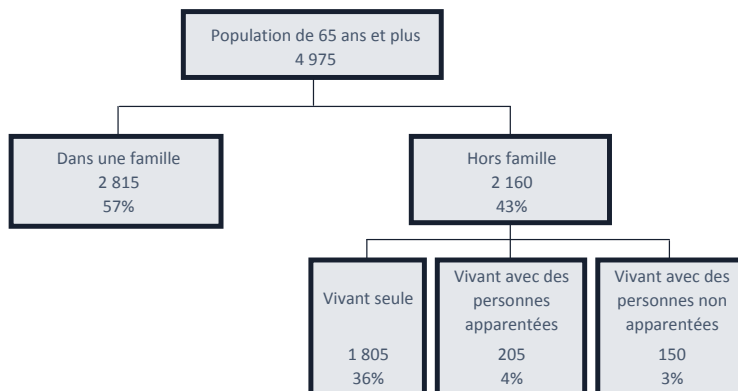 Population de 65 ans et plus
4 975
Dans une famille
2 815
57%
Hors famille
2 160
43%
Vivant seule
1 805
36%
Vivant avec des
personnes
apparentées
205
4%
Vivant avec des
personnes non
apparentées
150
3%